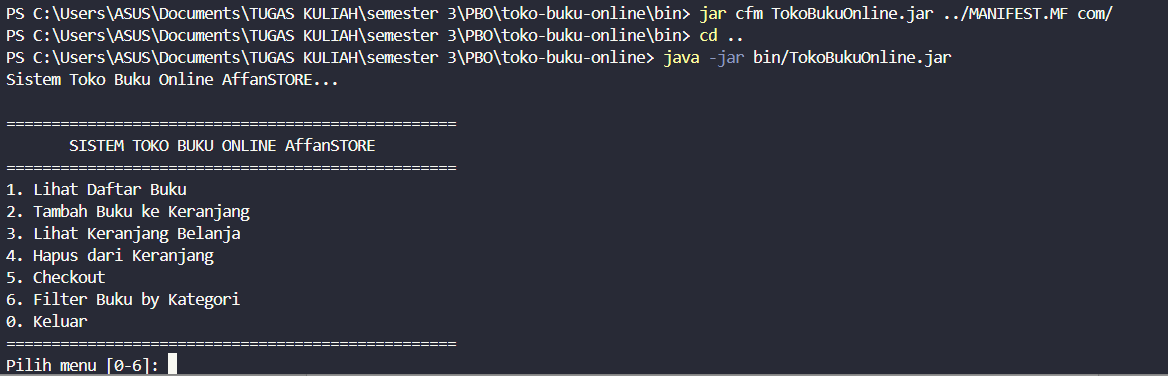 PS C:\Users\ASUS\Documents\TUGAS KULIAH\semester 3\PBO\toko-buku-online\bin> jar cfm TokoBukuOnline.jar ../MANIFEST.MF com/
PS C:\Users\ASUS\Documents\TUGAS KULIAH\semester 3\PBO\toko-buku-online\bin> cd ..
PS C:\Users\ASUS\Documents\TUGAS KULIAH\semester 3\PBO\toko-buku-online> java -jar bin/TokoBukuOnline.jar
Sistem Toko Buku Online AffanSTORE...
==================================================
SISTEM TOKO BUKU ONLINE AffanSTORE
==================================================
1. Lihat Daftar Buku
2. Tambah Buku ke Keranjang
3. Lihat Keranjang Belanja
4. Hapus dari Keranjang
5. Checkout
6. Filter Buku by Kategori
0. Keluar
==================================================
Pilih menu [0-6]: